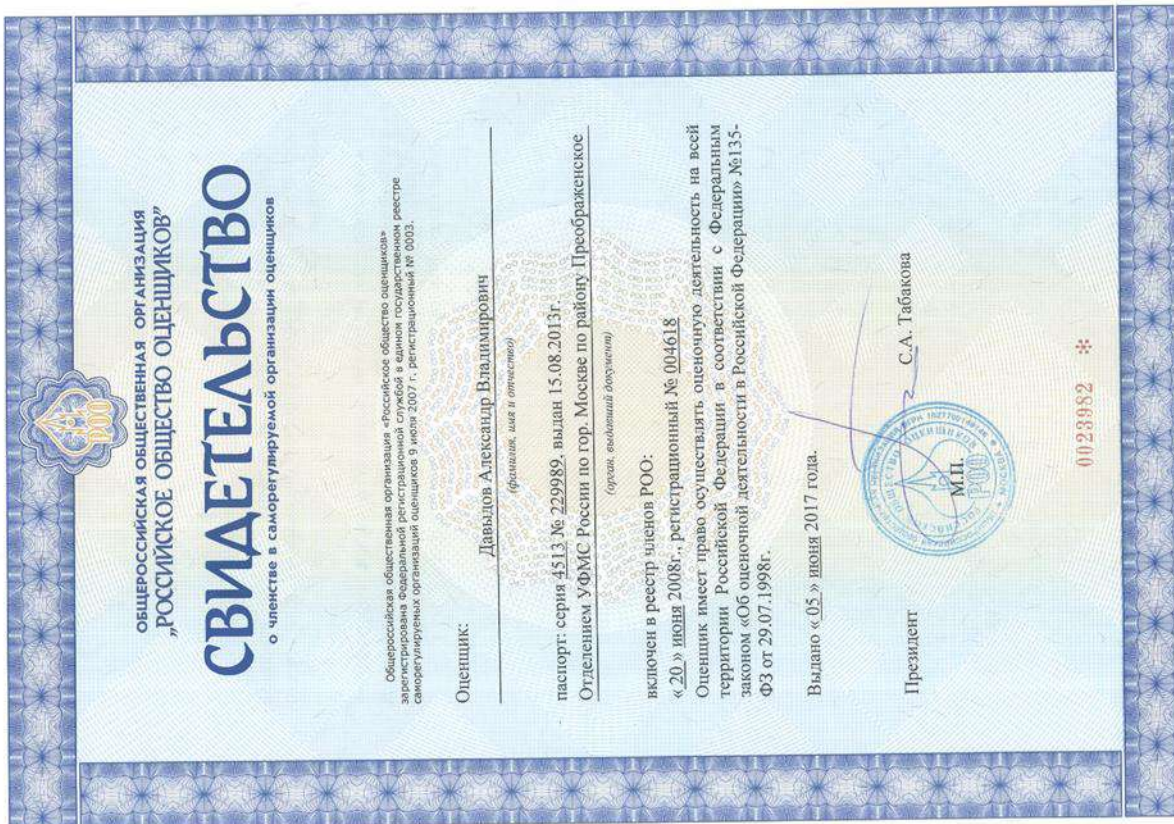 РОО
ОБЩЕРОССИЙСКАЯ ОБЩЕСТВЕННАЯ ОРГАНИЗАЦИЯ
„РОССИЙСКОЕ ОБЩЕСТВО ОЦЕНЩИКОВ”
СВИДЕТЕЛЬСТВО
о членстве в саморегулируемой организации оценщиков
Общероссийская общественная организация «Российское общество оценщиков»
зарегистрирована Федеральной регистрационной службой в едином государственном реестре
саморегулируемых организаций оценщиков 9 июля 2007 г. регистрационный № 0003.
Оценщик:
Давыдов Александр Владимирович
(фамилия, имя и отчество)
паспорт: серия 4513 № 229989, выдан 15.08.2013г.
Отделением УФМС России по гор. Москве по району Преображенское
(орган, выдавший документ)
включен в реестр членов РОО:
« 20 » июня 2008г., регистрационный № 004618
Оценщик имеет право осуществлять оценочную деятельность на всей
территории Российской Федерации в соответствии с Федеральным
законом «Об оценочной деятельности в Российской Федерации» №135-
ФЗ от 29.07.1998г.
Выдано « 05 » июня 2017 года.
Президент
М.П.
С.А. Табакова
РОО
0023982 *